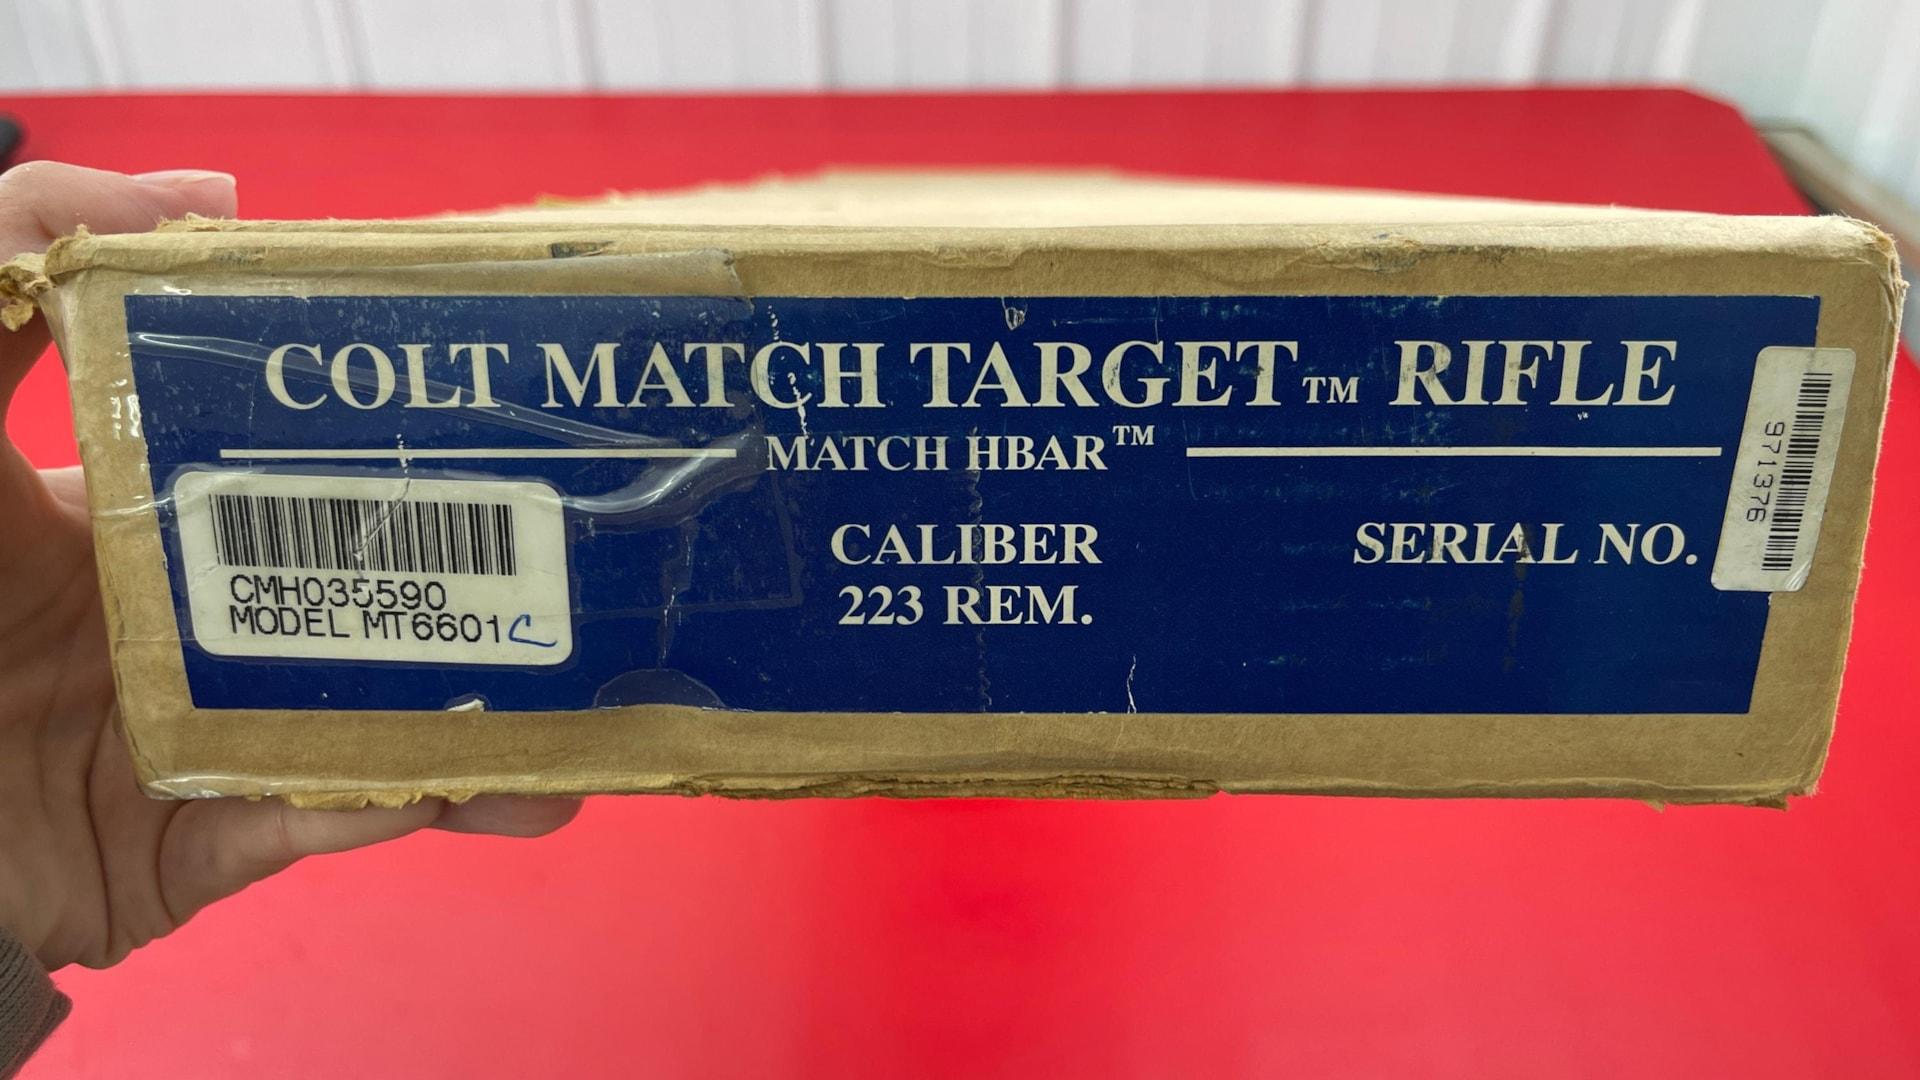 COLT MATCH TARGET™ RIFLE
MATCH HBAR™
CMH035590
MODEL MT6601C
CALIBER
223 REM.
SERIAL NO.
971376